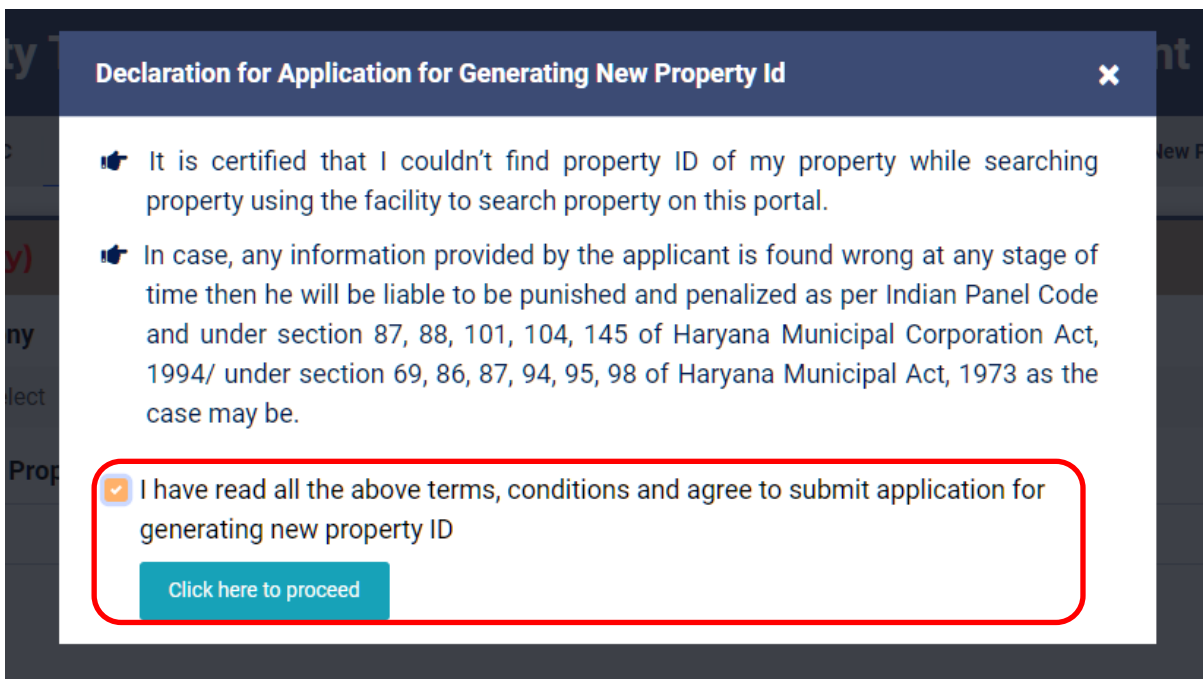 ty T
nt
Declaration for Application for Generating New Property Id
New P
It is certified that I couldn't find property ID of my property while searching
property using the facility to search property on this portal.
y)
In case, any information provided by the applicant is found wrong at any stage of
time then he will be liable to be punished and penalized as per Indian Panel Code
ny
and under section 87, 88, 101, 104, 145 of Haryana Municipal Corporation Act,
1994/ under section 69, 86, 87, 94, 95, 98 of Haryana Municipal Act, 1973 as the
elect
case may be.
Prop
I have read all the above terms, conditions and agree to submit application for
generating new property ID
Click here to proceed